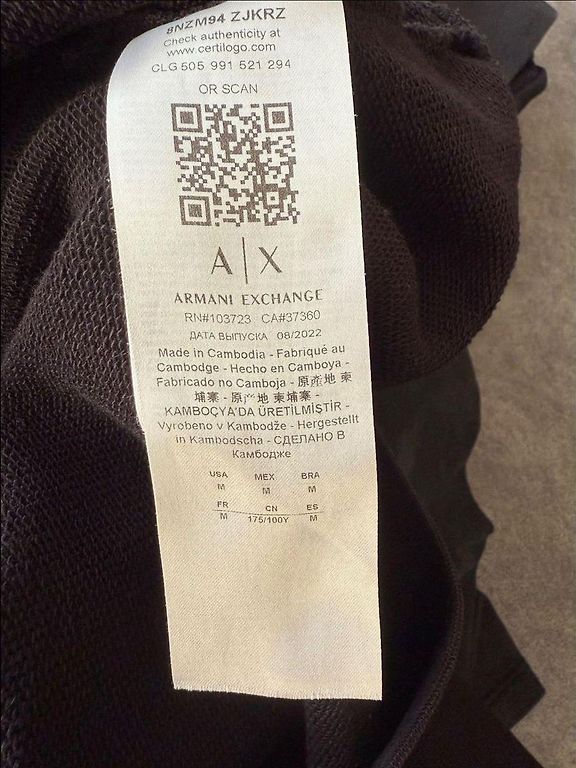 8NZM94 ZJKRZ
Check authenticity at
www.certilogo.com
CLG 505 991 521 294
OR SCAN
A|X
ARMANI EXCHANGE
RN#103723 CA#37360
ДАТА ВЫПУСКА 08/2022
Made in Cambodia - Fabriqué au
Cambodge - Hecho en Camboya -
Fabricado no Camboja - 原產地 柬
埔寨 - 原产地 柬埔寨 -
KAMBOÇYA'DA ÜRETİLMİŞTİR -
Vyrobeno v Kambodže - Hergestellt
in Kambodscha - СДЕЛАНО В
Камбодже
USA MEX BRA
M M M
FR CN ES
M 175/100Y M